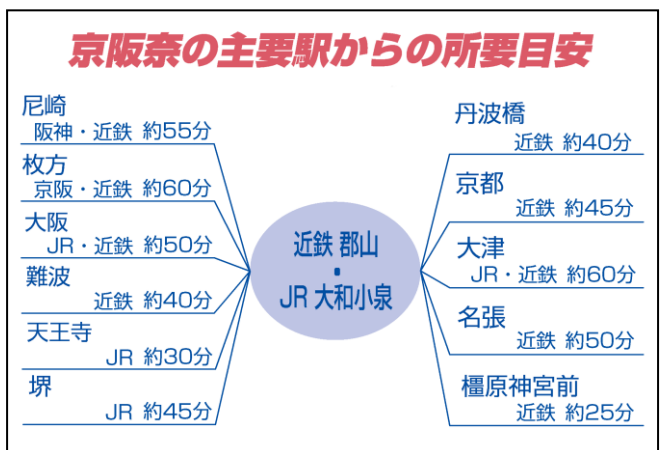 京阪奈の主要駅からの所要目安
尼崎
阪神・近鉄 約55分
枚方
京阪・近鉄 約60分
大阪
JR・近鉄 約50分
難波
近鉄 約40分
天王寺
JR 約30分
堺
JR 約45分
近鉄 郡山
・
JR 大和小泉
丹波橋
近鉄 約40分
京都
近鉄 約45分
大津
JR・近鉄 約60分
名張
近鉄 約50分
橿原神宮前
近鉄 約25分